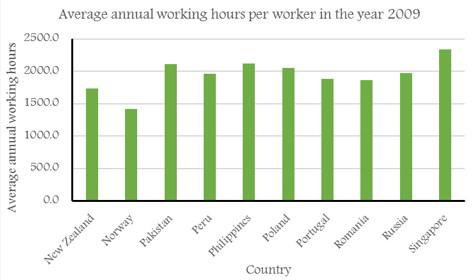 Average annual working hours per worker in the year 2009
Average annual working hours
2500.0
2000.0
1500.0
1000.0
500.0
0.0
New Zealand
Norway
Pakistan
Peru
Philippines
Poland
Portugal
Romania
Russia
Singapore
Country